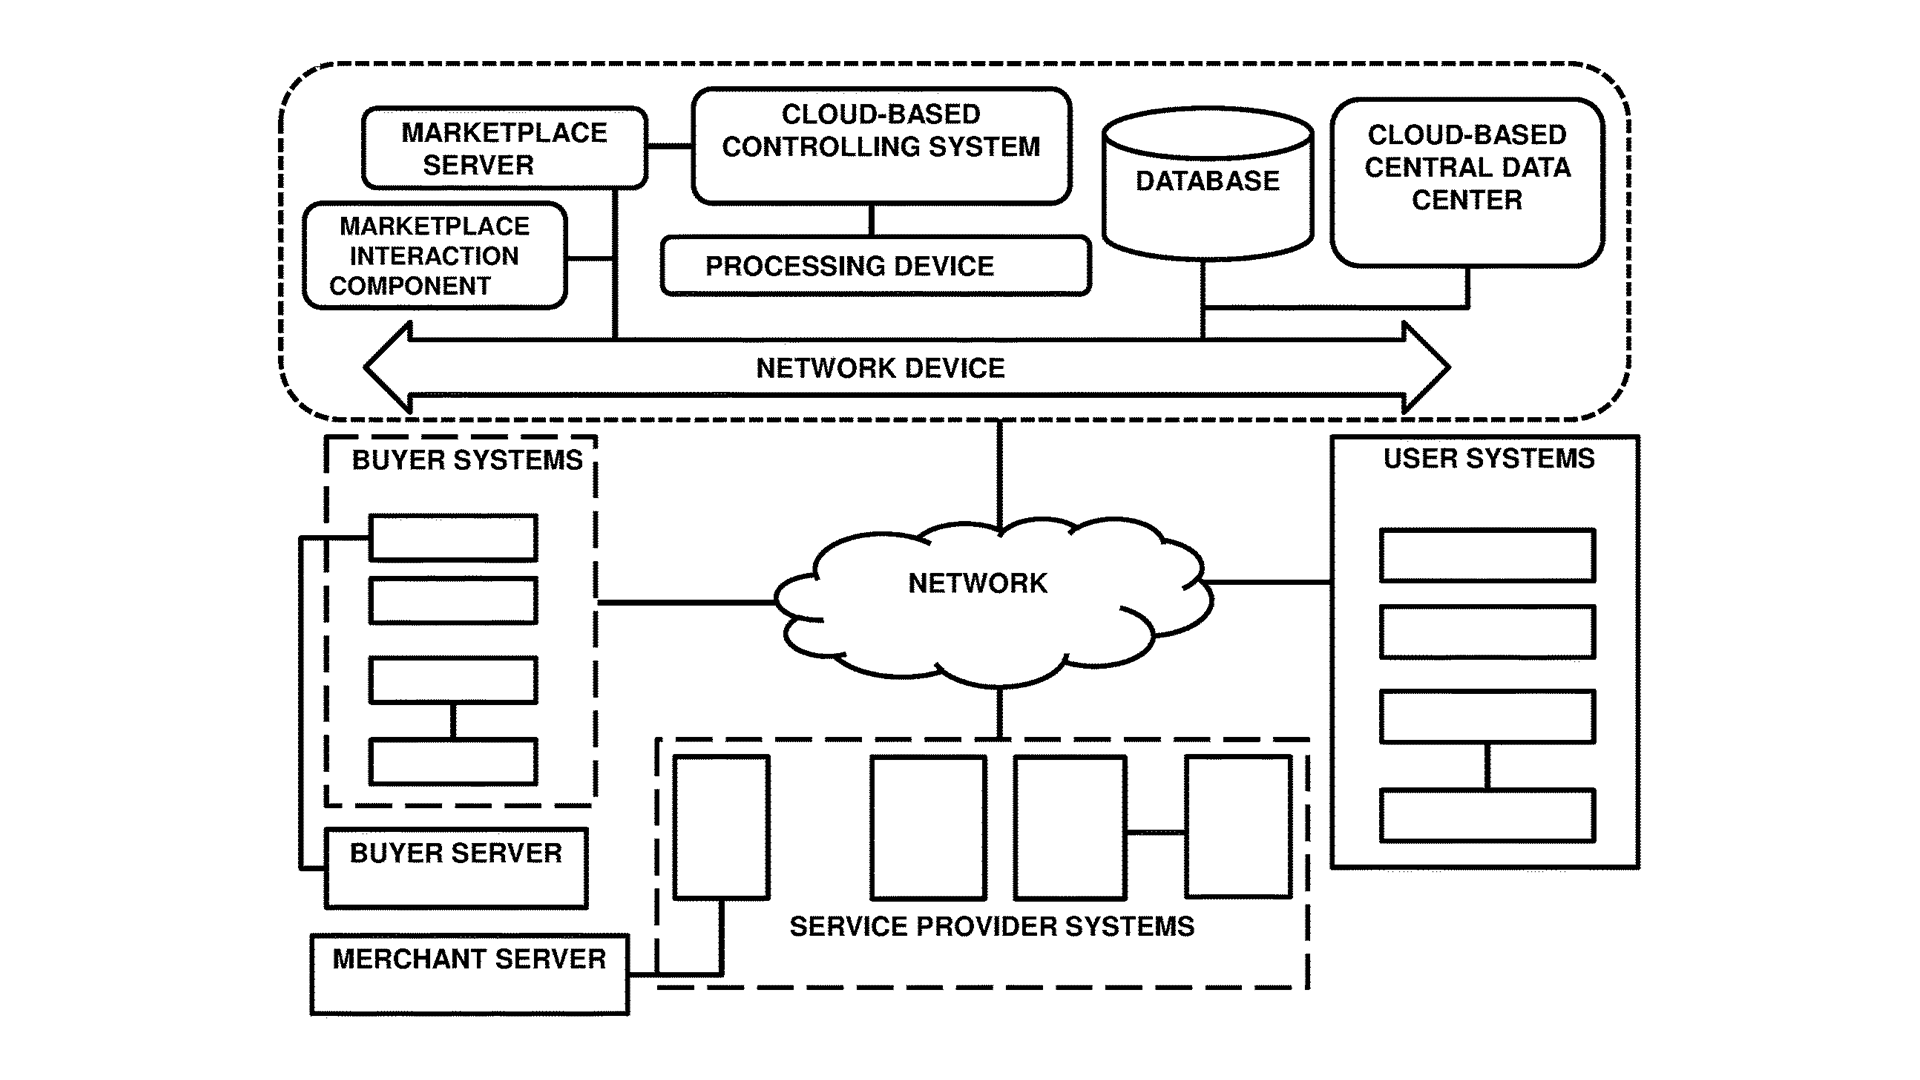 MARKETPLACE
SERVER
CLOUD-BASED
CONTROLLING SYSTEM
DATABASE
CLOUD-BASED
CENTRAL DATA
CENTER
MARKETPLACE
INTERACTION
COMPONENT
PROCESSING DEVICE
NETWORK DEVICE
BUYER SYSTEMS
USER SYSTEMS
NETWORK
BUYER SERVER
SERVICE PROVIDER SYSTEMS
MERCHANT SERVER